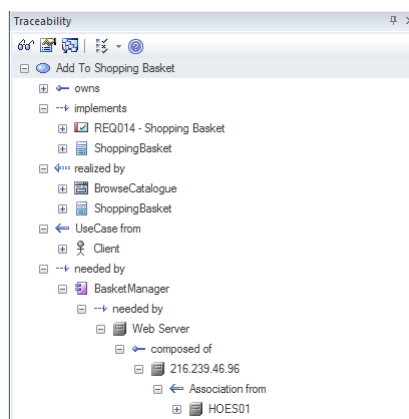 Traceability
Add To Shopping Basket
owns
implements
REQ014 - Shopping Basket
ShoppingBasket
realized by
BrowseCatalogue
ShoppingBasket
UseCase from
Client
needed by
BasketManager
needed by
Web Server
composed of
216.239.46.96
Association from
HOES01